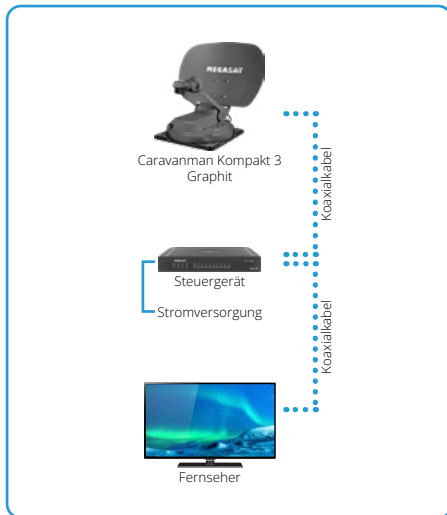 MEGASAT
Caravanman Kompakt 3
Graphit
Koaxialkabel
Steuergerät
Stromversorgung
Koaxialkabel
Fernseher